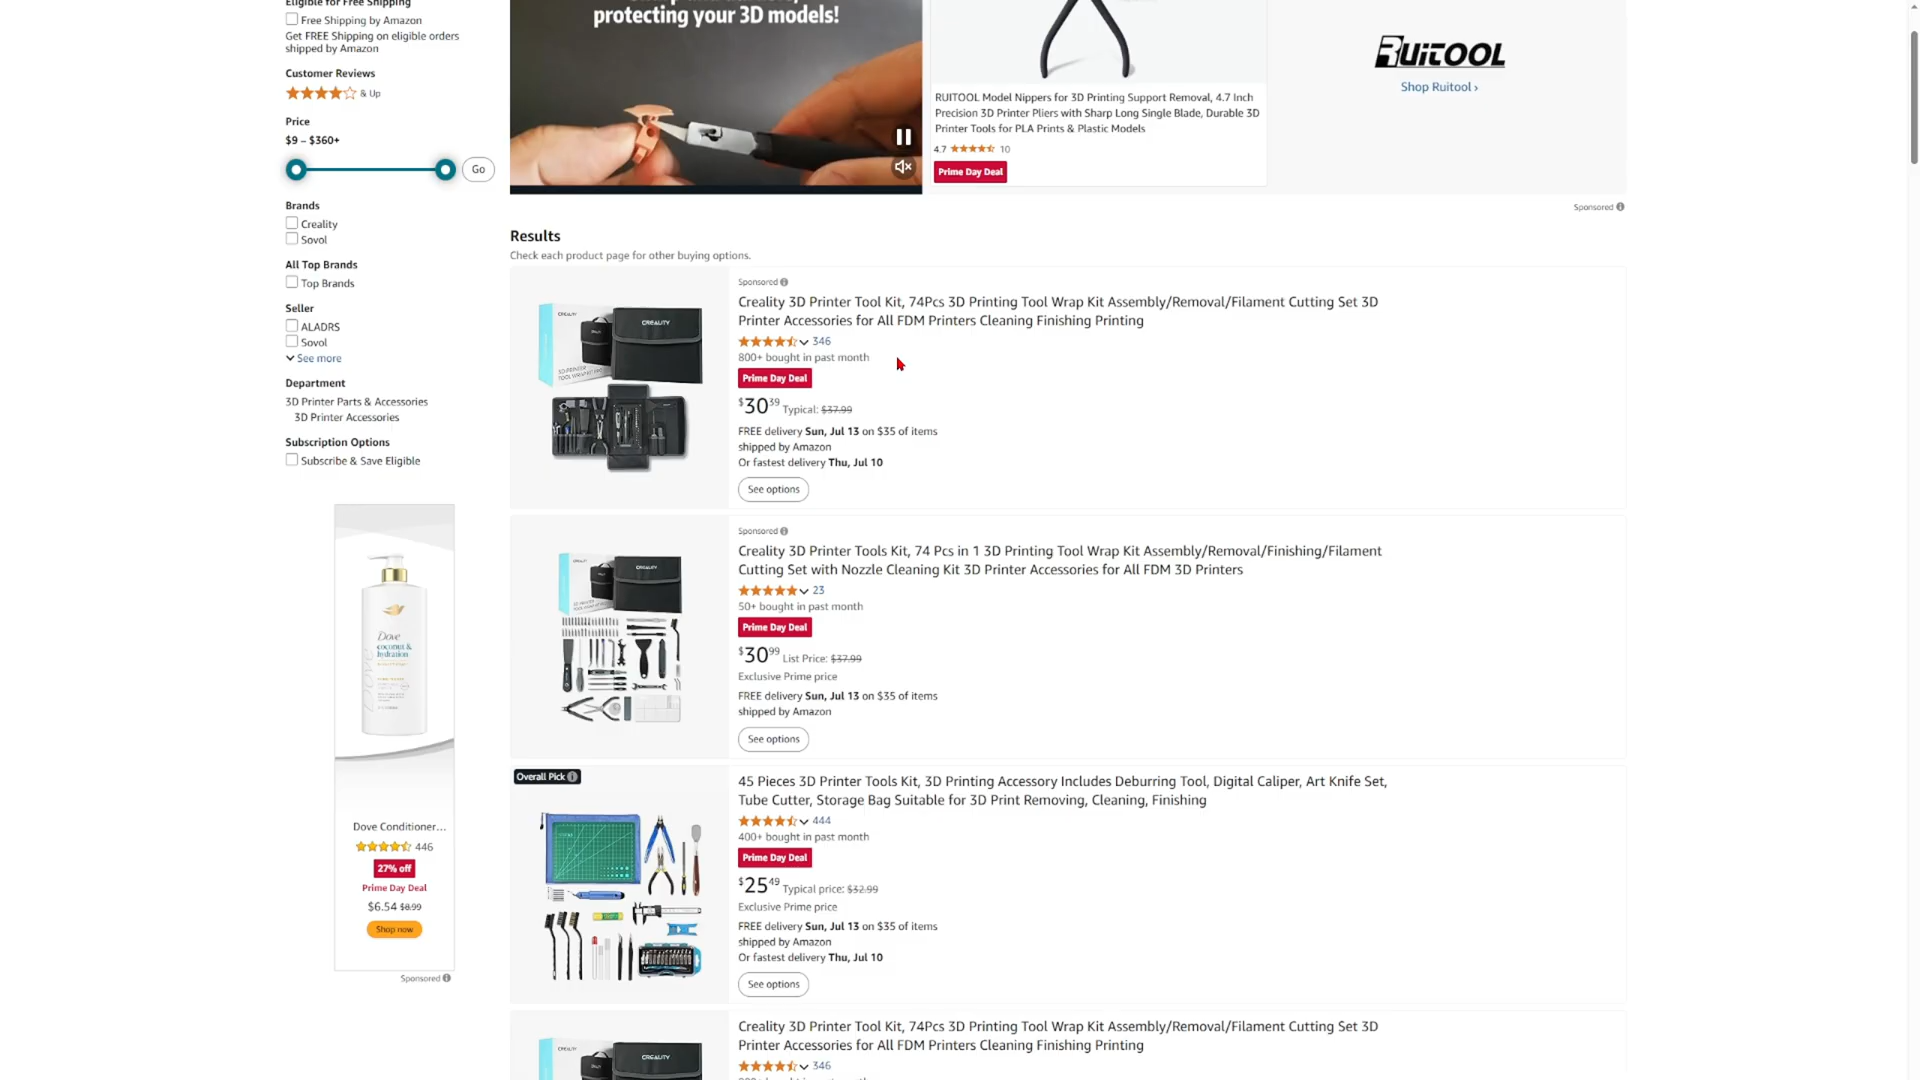 Eligible for Free Shipping
Free Shipping by Amazon
Get FREE Shipping on eligible orders
shipped by Amazon
Customer Reviews
& Up
Price
$9 – $360+
Go
Brands
Creality
Sovol
All Top Brands
Top Brands
Seller
ALADRS
Sovol
See more
Department
3D Printer Parts & Accessories
3D Printer Accessories
Subscription Options
Subscribe & Save Eligible
Dove
coconut &
hydration
Dove Conditioner...
446
27% off
Prime Day Deal
$6.54 $8.99
Shop now
Sponsored
protecting your 3D models!
RUITOOL Model Nippers for 3D Printing Support Removal, 4.7 Inch
Precision 3D Printer Pliers with Sharp Long Single Blade, Durable 3D
Printer Tools for PLA Prints & Plastic Models
4.7 10
Prime Day Deal
RUITOOL
Shop Ruitool ›
Sponsored
Results
Check each product page for other buying options.
CREALITY
CREALITY
Sponsored
Creality 3D Printer Tool Kit, 74Pcs 3D Printing Tool Wrap Kit Assembly/Removal/Filament Cutting Set 3D
Printer Accessories for All FDM Printers Cleaning Finishing Printing
346
800+ bought in past month
Prime Day Deal
$30.39 Typical: $37.99
FREE delivery Sun, Jul 13 on $35 of items
shipped by Amazon
Or fastest delivery Thu, Jul 10
See options
CREALITY
Sponsored
Creality 3D Printer Tools Kit, 74 Pcs in 1 3D Printing Tool Wrap Kit Assembly/Removal/Finishing/Filament
Cutting Set with Nozzle Cleaning Kit 3D Printer Accessories for All FDM 3D Printers
23
50+ bought in past month
Prime Day Deal
$30.99 List Price: $37.99
Exclusive Prime price
FREE delivery Sun, Jul 13 on $35 of items
shipped by Amazon
See options
Overall Pick
45 Pieces 3D Printer Tools Kit, 3D Printing Accessory Includes Deburring Tool, Digital Caliper, Art Knife Set,
Tube Cutter, Storage Bag Suitable for 3D Print Removing, Cleaning, Finishing
444
400+ bought in past month
Prime Day Deal
$25.49 Typical price: $32.99
Exclusive Prime price
FREE delivery Sun, Jul 13 on $35 of items
shipped by Amazon
Or fastest delivery Thu, Jul 10
See options
CREALITY
CREALITY
Creality 3D Printer Tool Kit, 74Pcs 3D Printing Tool Wrap Kit Assembly/Removal/Filament Cutting Set 3D
Printer Accessories for All FDM Printers Cleaning Finishing Printing
346